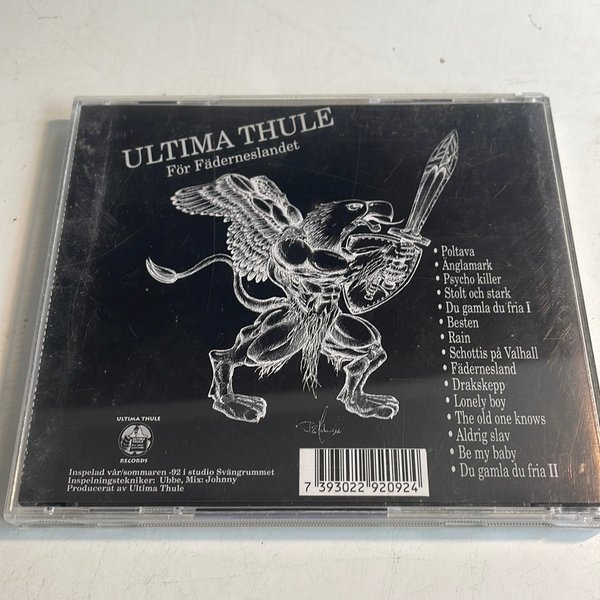 ULTIMA THULE
För Fäderneslandet
• Poltava
• Änglamark
• Psycho killer
• Stolt och stark
• Du gamla du fria I
• Besten
• Rain
• Schottis på Valhall
• Fädernesland
• Drakskepp
• Lonely boy
• The old one knows
• Aldrig slav
• Be my baby
• Du gamla du fria II
ULTIMA THULE
RECORDS
Inspelad vår/sommaren -92 i studio Svängrummet
Inspelningstekniker: Ubbe, Mix: Johnny
Producerat av Ultima Thule
7 393022 920924